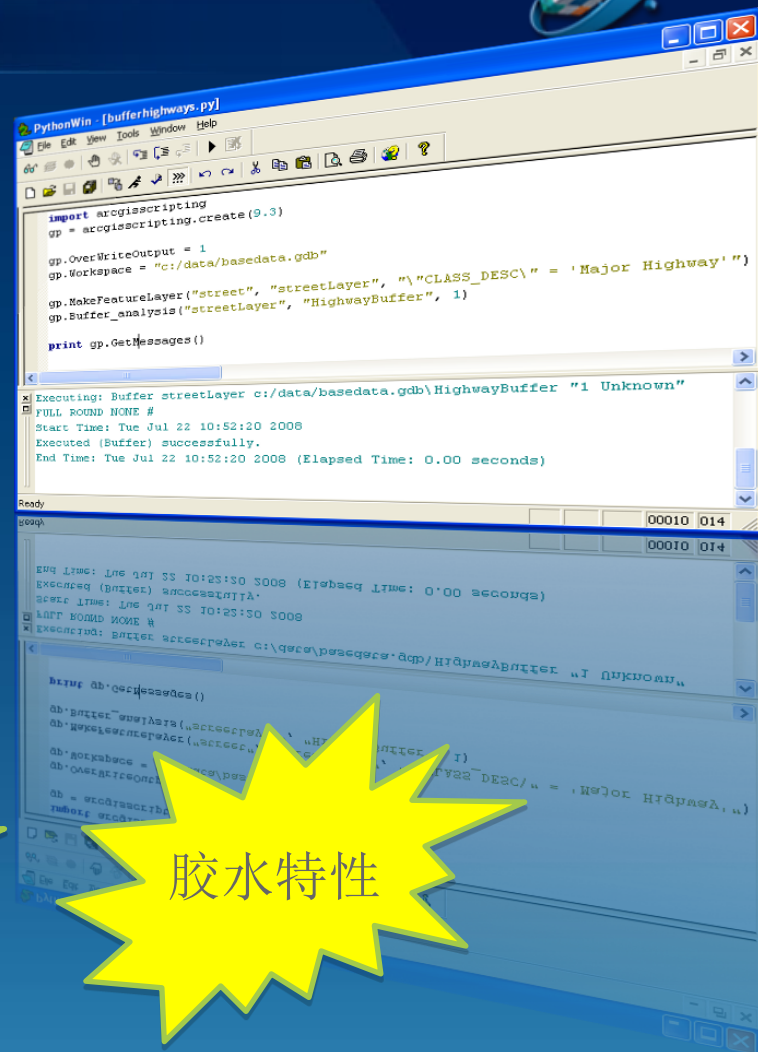 PythonWin - [bufferhighways.py]
File Edit View Tools Window Help
import arcgisscripting
gp = arcgisscripting.create(9.3)
gp.OverWriteOutput = 1
gp.Workspace = "c:/data/basedata.gdb"
gp.MakeFeatureLayer("street", "streetLayer", "\"CLASS_DESC\" = 'Major Highway'")
gp.Buffer_analysis("streetLayer", "HighwayBuffer", 1)
print gp.GetMessages()
Executing: Buffer streetLayer c:/data/basedata.gdb\HighwayBuffer "1 Unknown"
FULL ROUND NONE #
Start Time: Tue Jul 22 10:52:20 2008
Executed (Buffer) successfully.
End Time: Tue Jul 22 10:52:20 2008 (Elapsed Time: 0.00 seconds)
Ready
00010 014
胶水特性